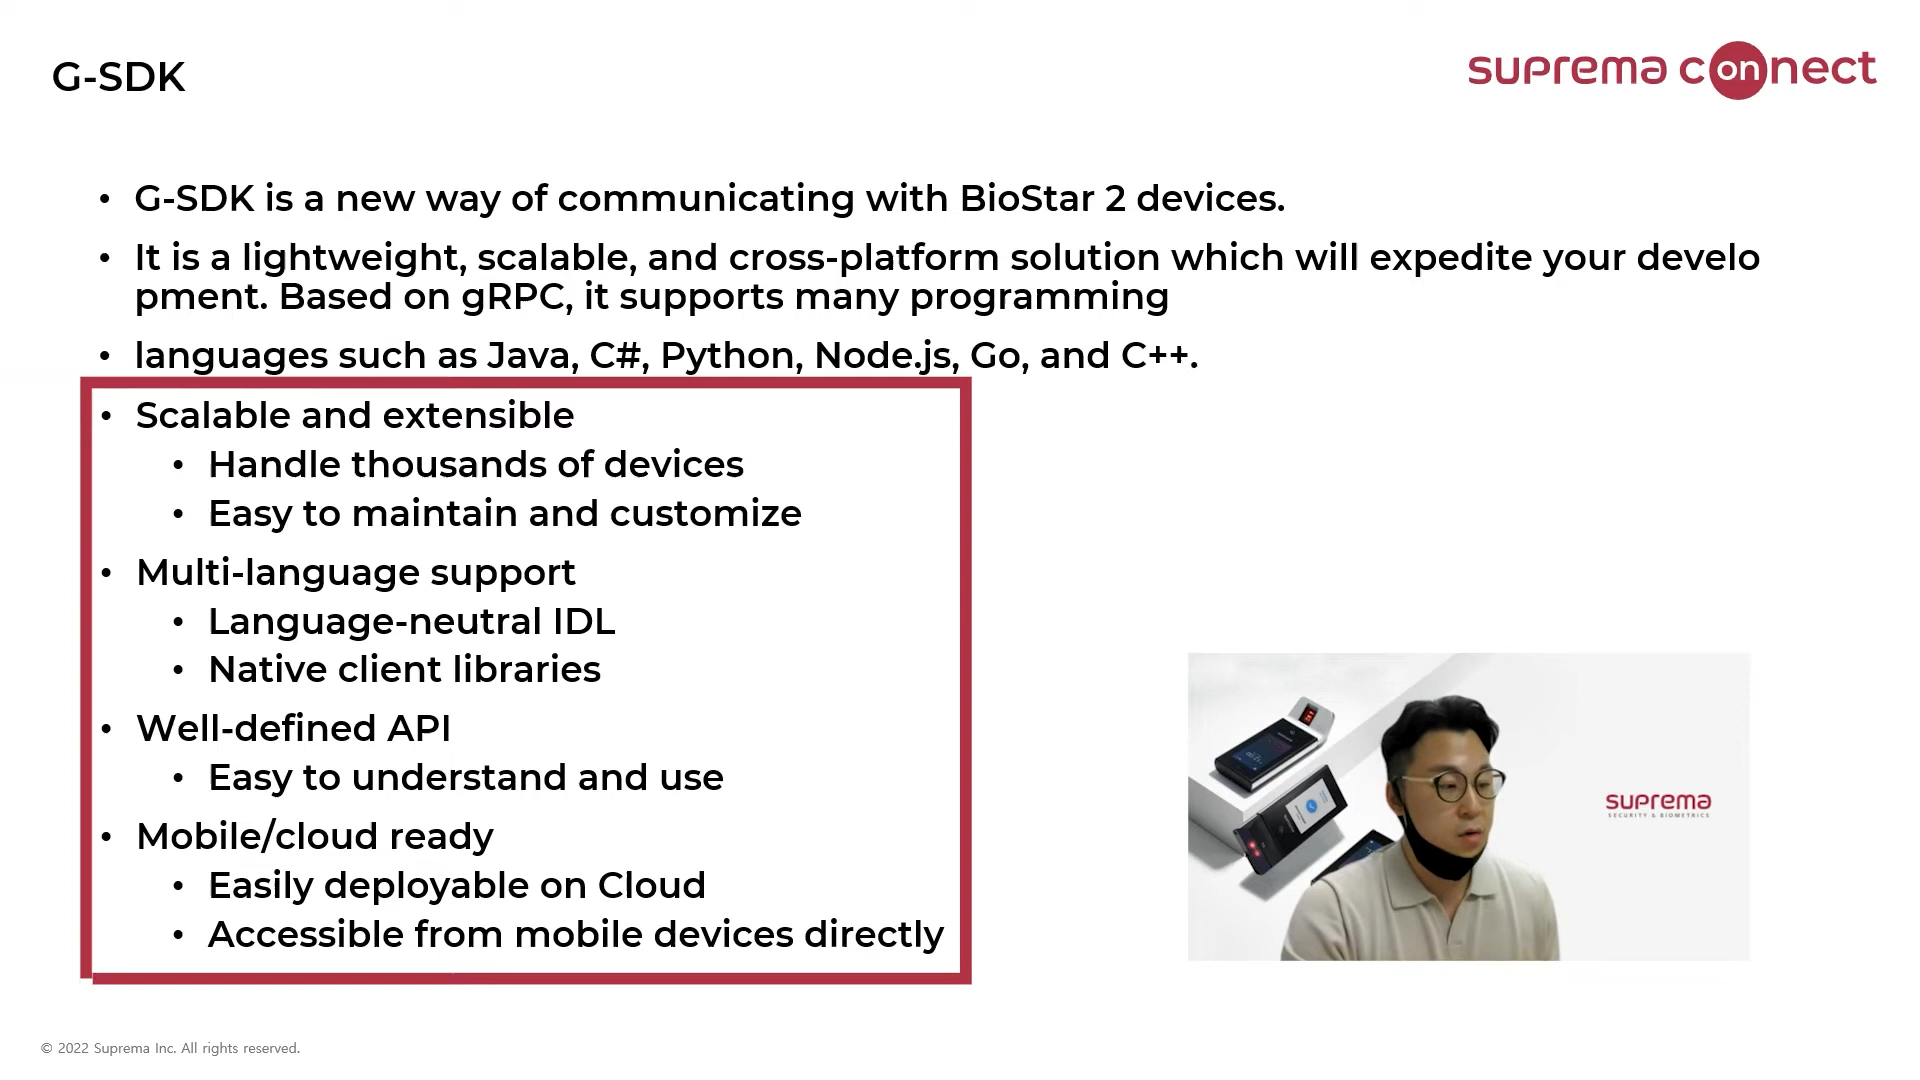 G-SDK
suprema connect
• G-SDK is a new way of communicating with BioStar 2 devices.
• It is a lightweight, scalable, and cross-platform solution which will expedite your develo
pment. Based on gRPC, it supports many programming
• languages such as Java, C#, Python, Node.js, Go, and C++.
• Scalable and extensible
• Handle thousands of devices
• Easy to maintain and customize
• Multi-language support
• Language-neutral IDL
• Native client libraries
• Well-defined API
• Easy to understand and use
• Mobile/cloud ready
• Easily deployable on Cloud
• Accessible from mobile devices directly
suprema
SECURITY & BIOMETRICS
© 2022 Suprema Inc. All rights reserved.